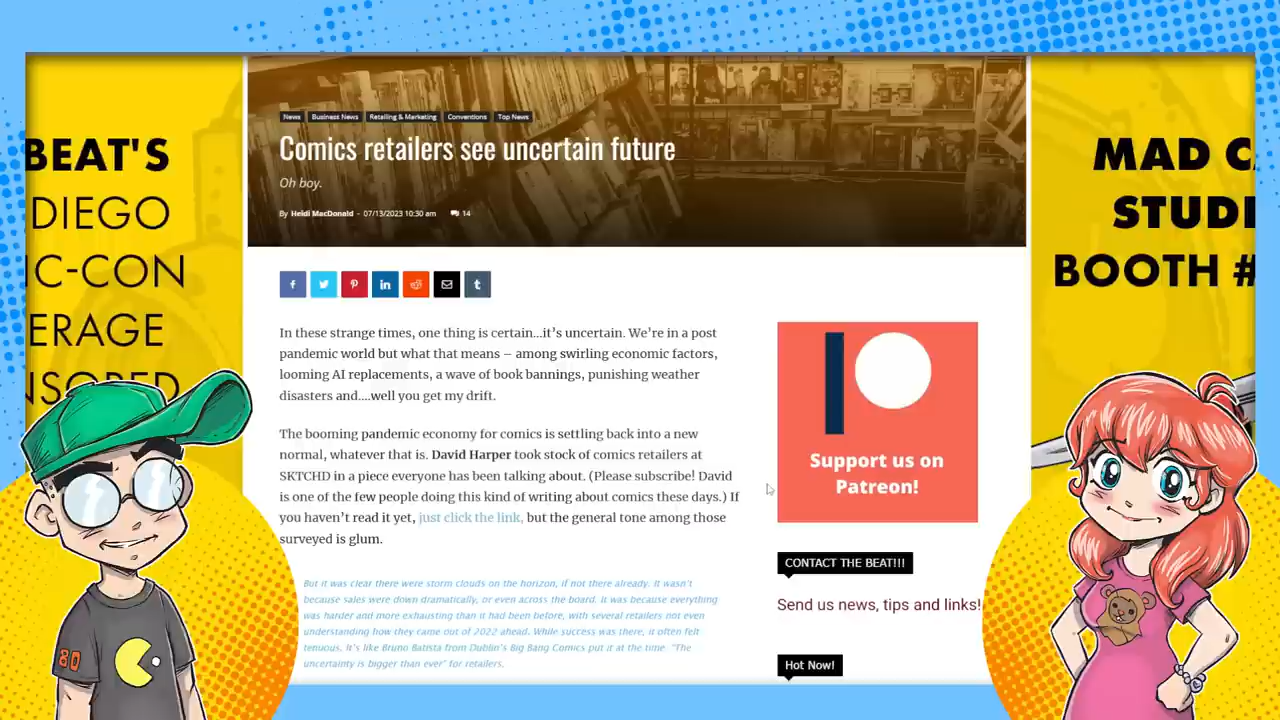 BEAT'S
DIEGO
IC-CON
ERAGE
NSORED
News
Business News
Retailing & Marketing
Conventions
Top News
Comics retailers see uncertain future
Oh boy.
By Heidi MacDonald - 07/13/2023 10:30 am 14
In these strange times, one thing is certain…it's uncertain. We're in a post
pandemic world but what that means – among swirling economic factors,
looming AI replacements, a wave of book bannings, punishing weather
disasters and….well you get my drift.
The booming pandemic economy for comics is settling back into a new
normal, whatever that is. David Harper took stock of comics retailers at
SKTCHD in a piece everyone has been talking about. (Please subscribe! David
is one of the few people doing this kind of writing about comics these days.) If
you haven't read it yet, just click the link, but the general tone among those
surveyed is glum.
But it was clear there were storm clouds on the horizon, if not there already. It wasn't
because sales were down dramatically, or even across the board. It was because everything
was harder and more exhausting than it had been before, with several retailers not even
understanding how they came out of 2022 ahead. While success was there, it often felt
tenuous. It's like Bruno Batista from Dublin's Big Bang Comics put it at the time: "The
uncertainty is bigger than ever" for retailers.
Support us on
Patreon!
CONTACT THE BEAT!!!
Send us news, tips and links!
Hot Now!
MAD C
STUDI
BOOTH #
80